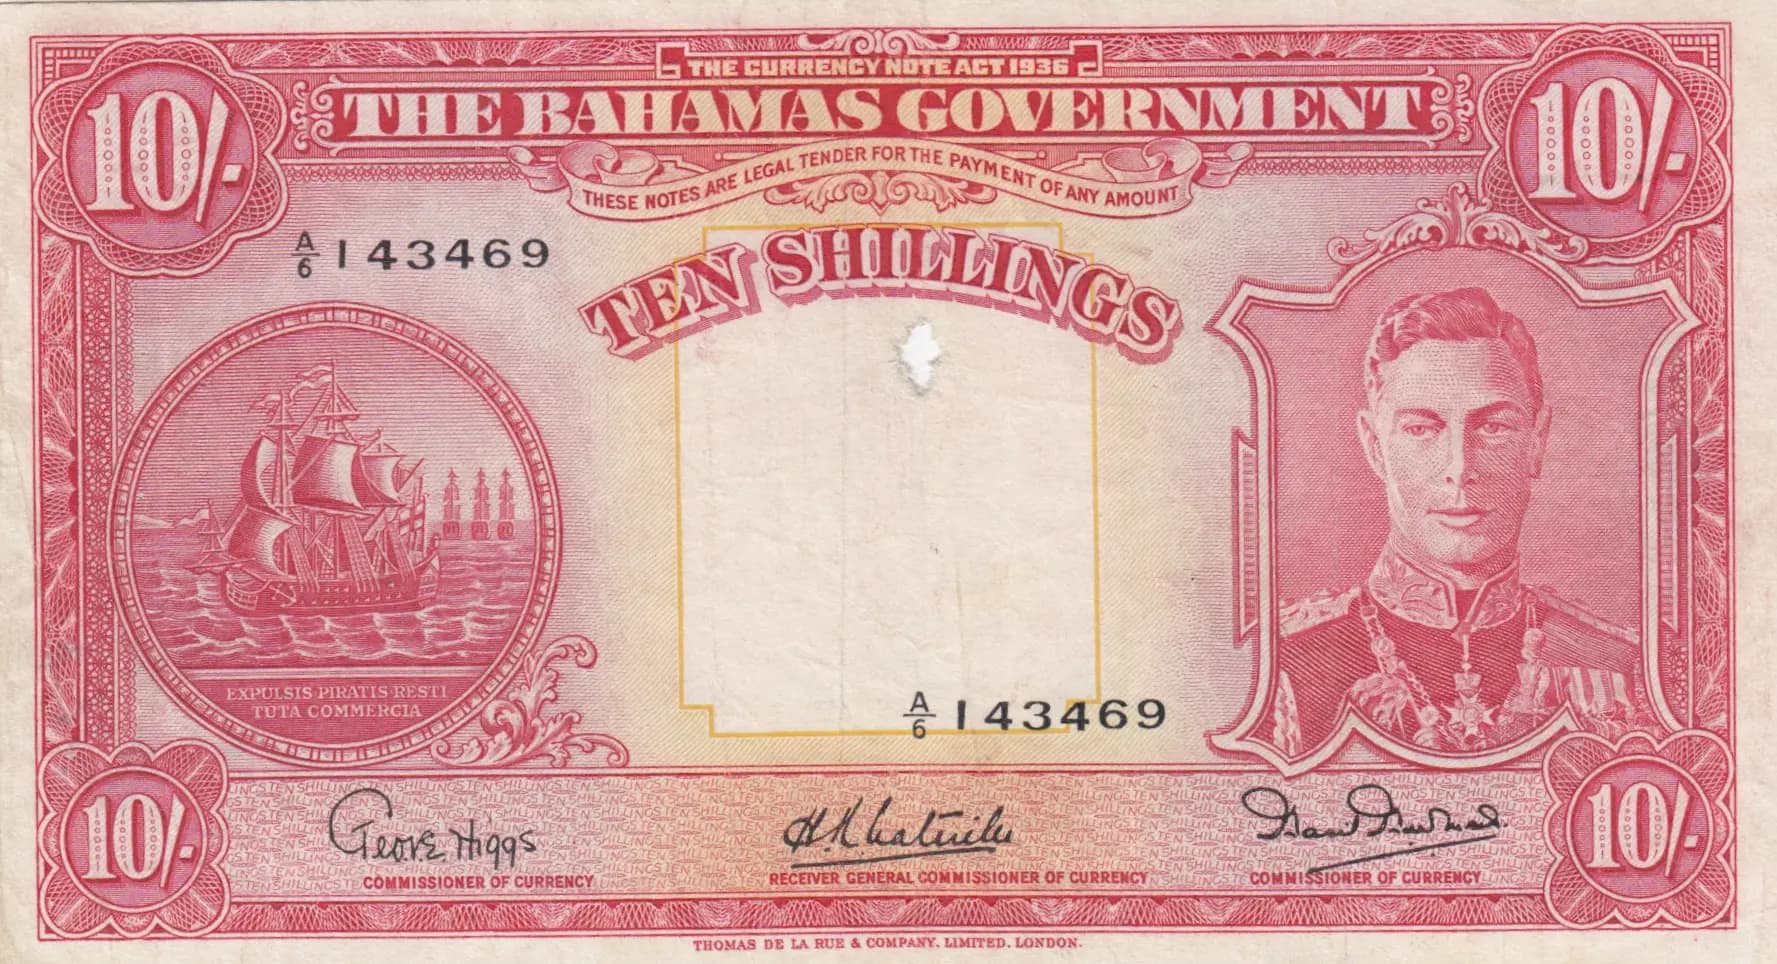 THE CURRENCY NOTE ACT 1936
10/- THE BAHAMAS GOVERNMENT 10/-
THESE NOTES ARE LEGAL TENDER FOR THE PAYMENT OF ANY AMOUNT
A/6 143469
TEN SHILLINGS
EXPULSIS PIRATIS RESTI
TUTA COMMERCIA
A/6 143469
10/- George Higgs 10/-
COMMISSIONER OF CURRENCY
RECEIVER GENERAL COMMISSIONER OF CURRENCY
COMMISSIONER OF CURRENCY
THOMAS DE LA RUE & COMPANY, LIMITED, LONDON.